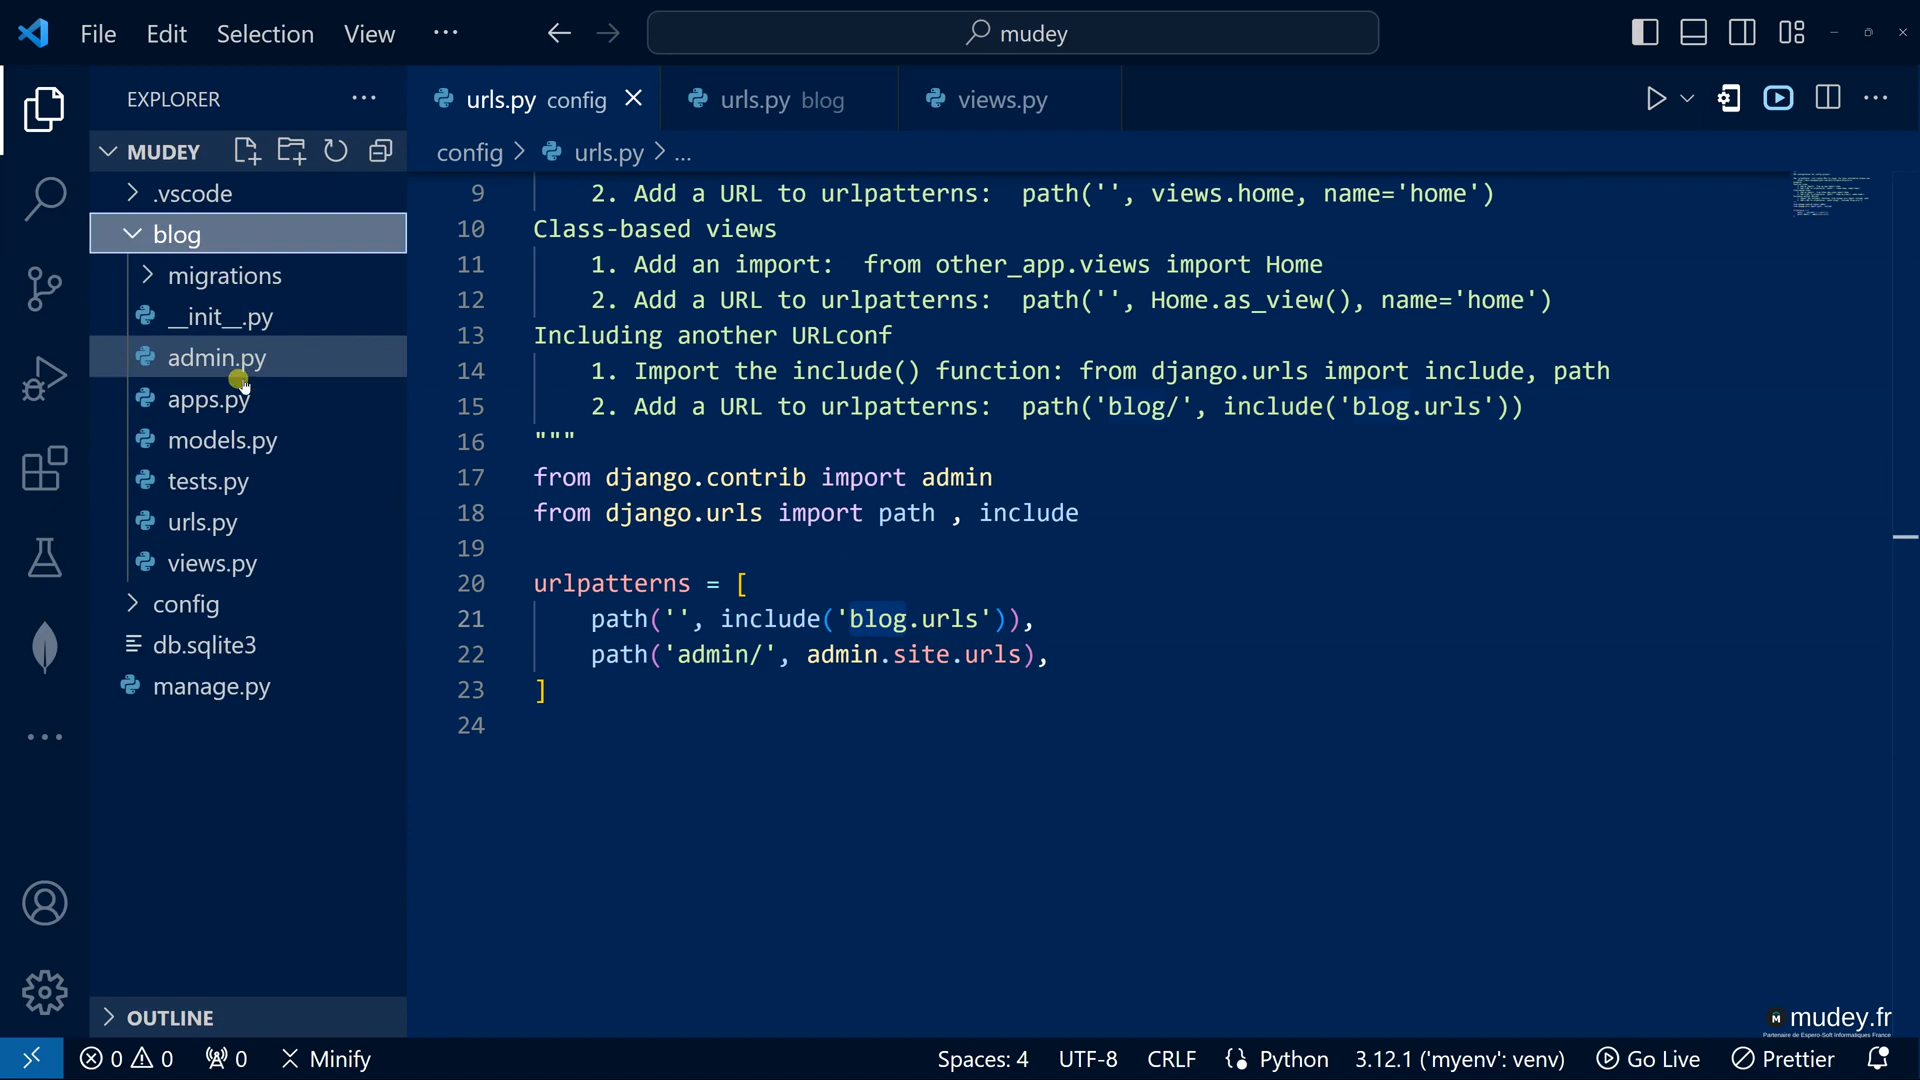 File Edit Selection View ··· mudey
EXPLORER ···
MUDEY
.vscode
blog
migrations
__init__.py
admin.py
apps.py
models.py
tests.py
urls.py
views.py
config
db.sqlite3
manage.py
OUTLINE
urls.py config urls.py blog views.py
config > urls.py > ...
9 2. Add a URL to urlpatterns:  path('', views.home, name='home')
10 Class-based views
11 1. Add an import:  from other_app.views import Home
12 2. Add a URL to urlpatterns:  path('', Home.as_view(), name='home')
13 Including another URLconf
14 1. Import the include() function: from django.urls import include, path
15 2. Add a URL to urlpatterns:  path('blog/', include('blog.urls'))
16 """
17 from django.contrib import admin
18 from django.urls import path , include
19
20 urlpatterns = [
21 path('', include('blog.urls')),
22 path('admin/', admin.site.urls),
23 ]
24
mudey.fr
Partenaire de Espero-Soft Informatiques France
0 0 0 Minify Spaces: 4 UTF-8 CRLF Python 3.12.1 ('myenv': venv) Go Live Prettier